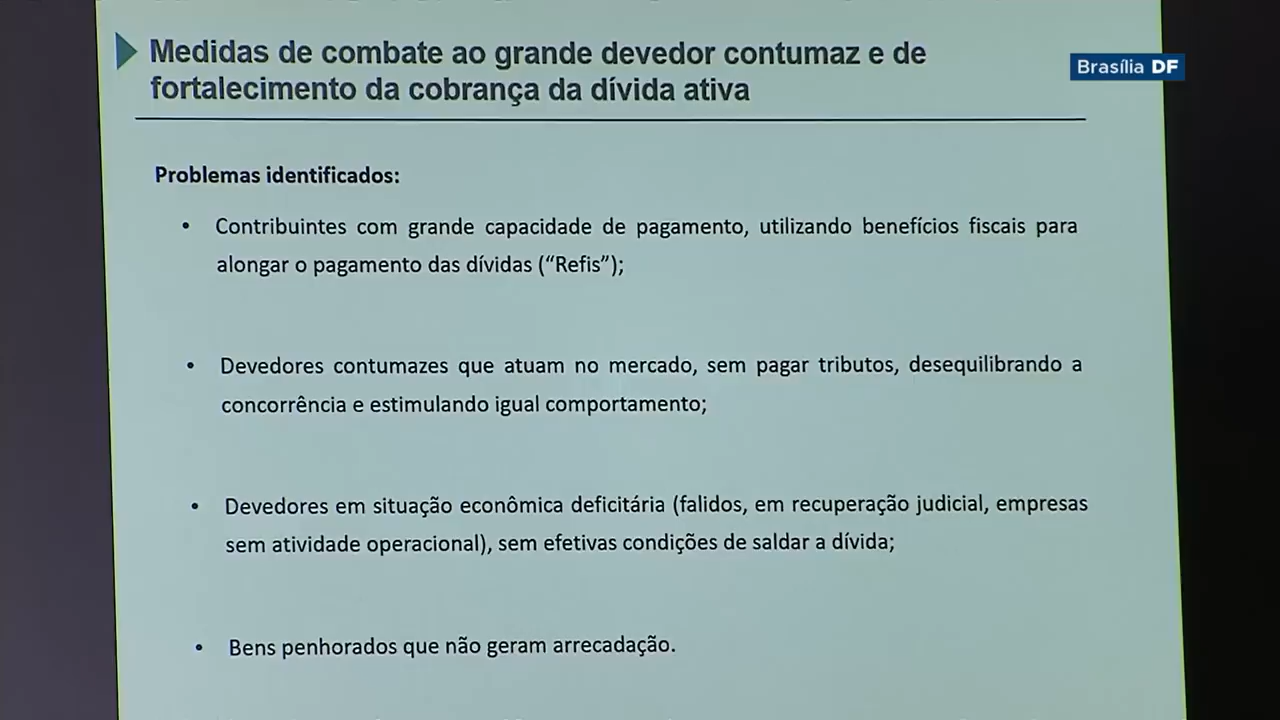 Medidas de combate ao grande devedor contumaz e de
fortalecimento da cobrança da dívida ativa
Brasília DF
Problemas identificados:
• Contribuintes com grande capacidade de pagamento, utilizando benefícios fiscais para
alongar o pagamento das dívidas (“Refis”);
• Devedores contumazes que atuam no mercado, sem pagar tributos, desequilibrando a
concorrência e estimulando igual comportamento;
• Devedores em situação econômica deficitária (falidos, em recuperação judicial, empresas
sem atividade operacional), sem efetivas condições de saldar a dívida;
• Bens penhorados que não geram arrecadação.